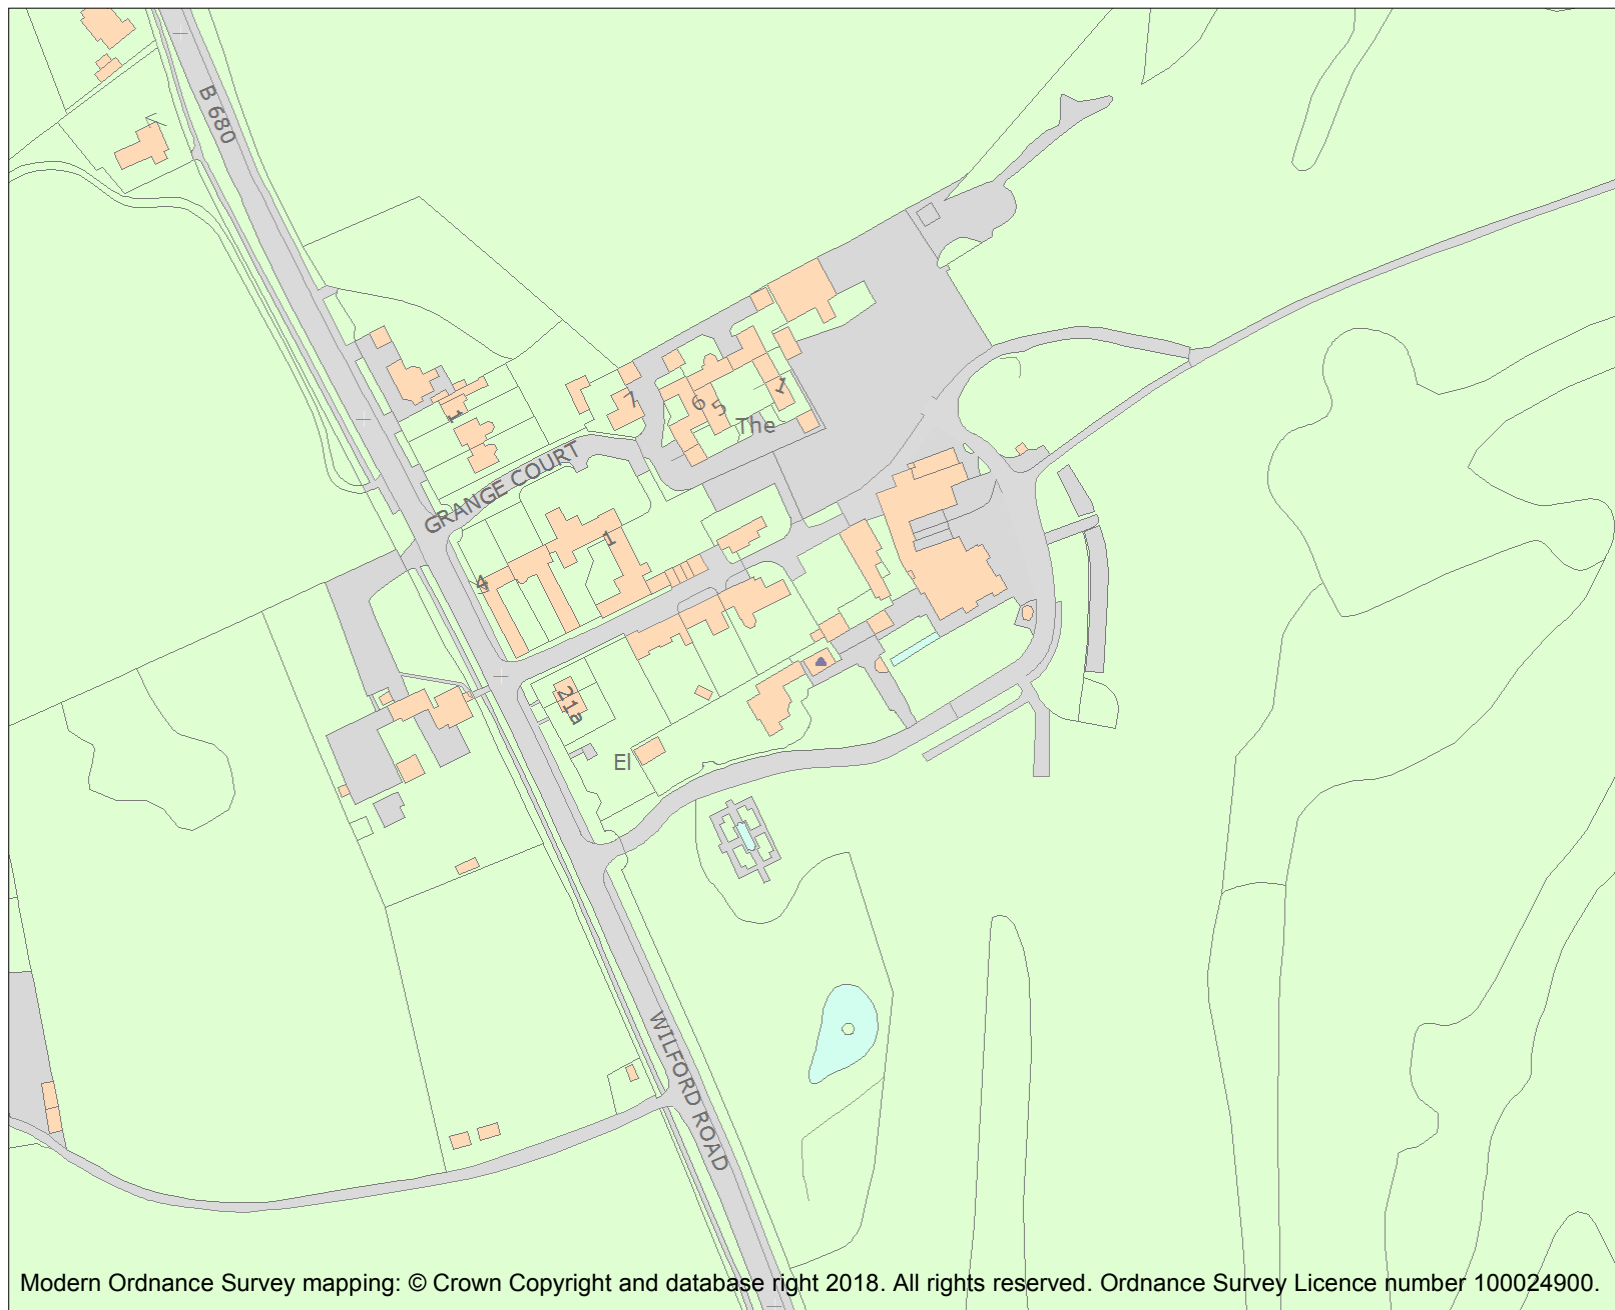 B 680
7
6
5
1
The
1
GRANGE COURT
1
4
21a
El
WILFORD ROAD
Modern Ordnance Survey mapping: © Crown Copyright and database right 2018. All rights reserved. Ordnance Survey Licence number 100024900.